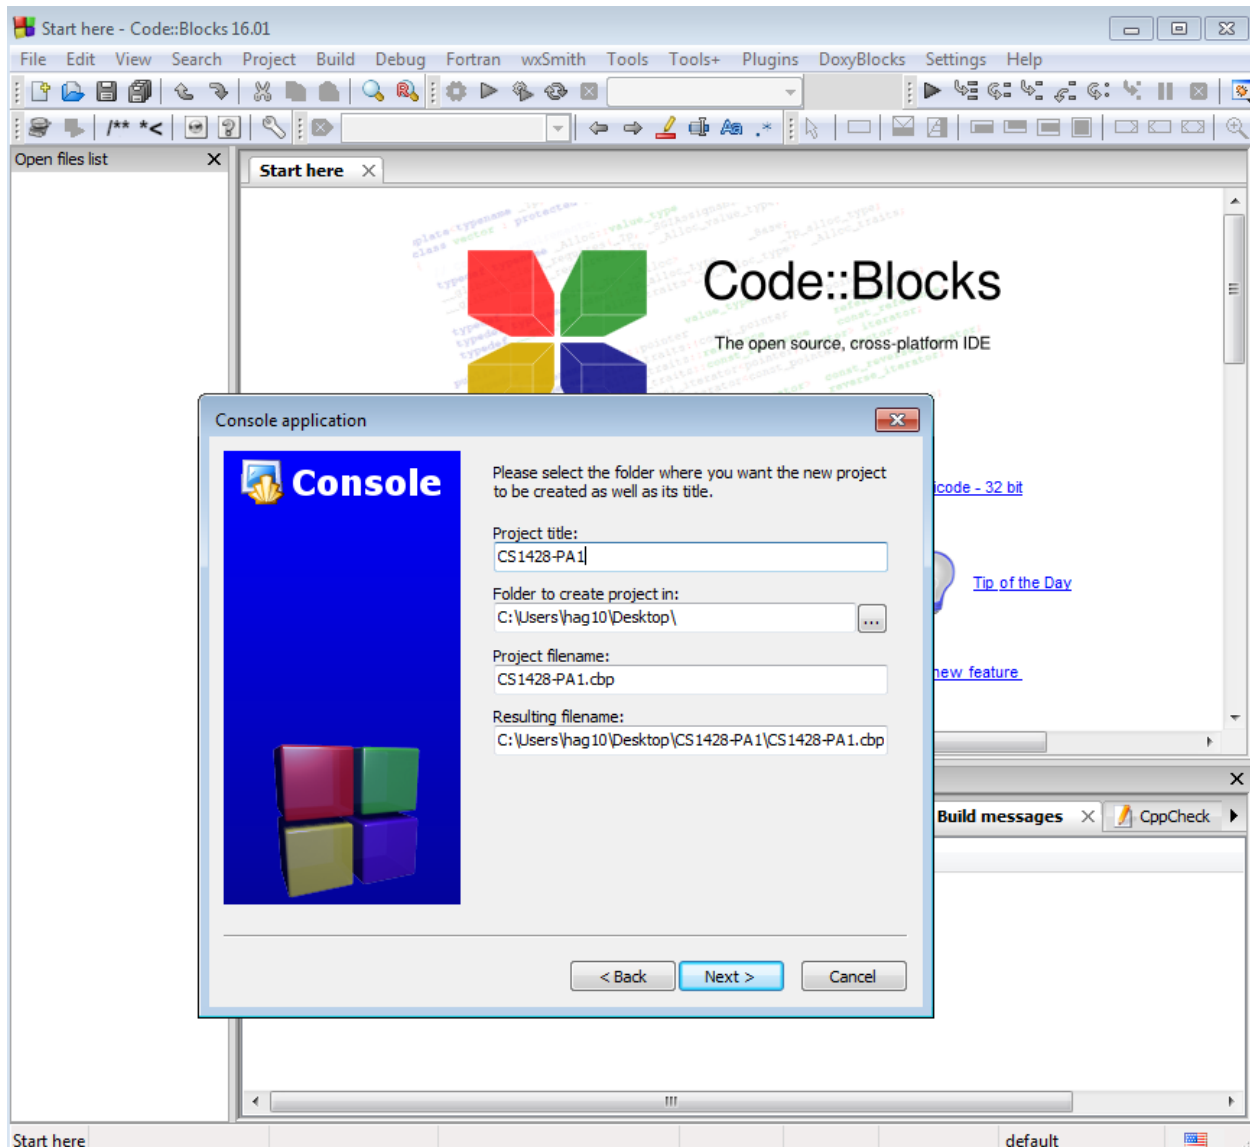 Start here - Code::Blocks 16.01
File Edit View Search Project Build Debug Fortran wxSmith Tools Tools+ Plugins DoxyBlocks Settings Help
/** *<
Open files list
Start here
Code::Blocks
The open source, cross-platform IDE
Console application
Console
Please select the folder where you want the new project
to be created as well as its title.
Project title:
CS1428-PA1
Folder to create project in:
C:\Users\hag10\Desktop\
...
Project filename:
CS1428-PA1.cbp
Resulting filename:
C:\Users\hag10\Desktop\CS1428-PA1\CS1428-PA1.cbp
< Back
Next >
Cancel
icode - 32 bit
Tip of the Day
new feature
Build messages
CppCheck
Start here
default